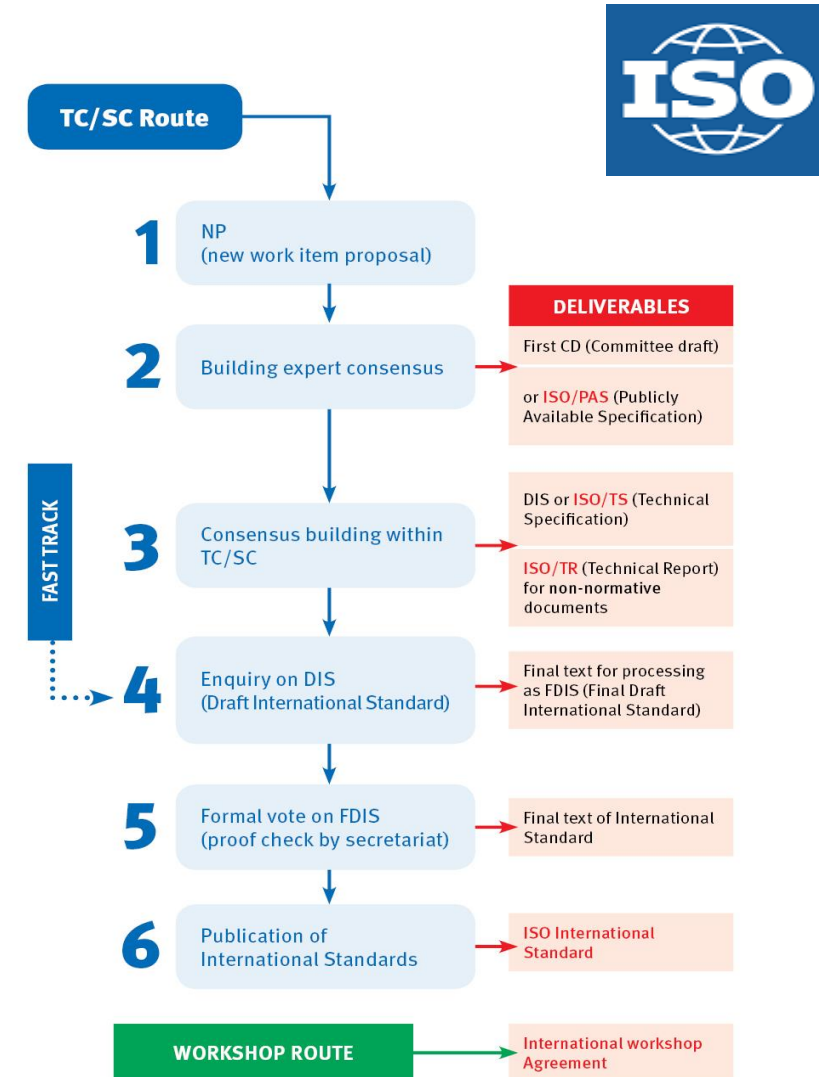 ISO
TC/SC Route
1
NP
(new work item proposal)
DELIVERABLES
2
Building expert consensus
First CD (Committee draft)
or ISO/PAS (Publicly
Available Specification)
FAST TRACK
3
Consensus building within
TC/SC
DIS or ISO/TS (Technical
Specification)
ISO/TR (Technical Report)
for non-normative
documents
4
Enquiry on DIS
(Draft International Standard)
Final text for processing
as FDIS (Final Draft
International Standard)
5
Formal vote on FDIS
(proof check by secretariat)
Final text of International
Standard
6
Publication of
International Standards
ISO International
Standard
WORKSHOP ROUTE
International workshop
Agreement